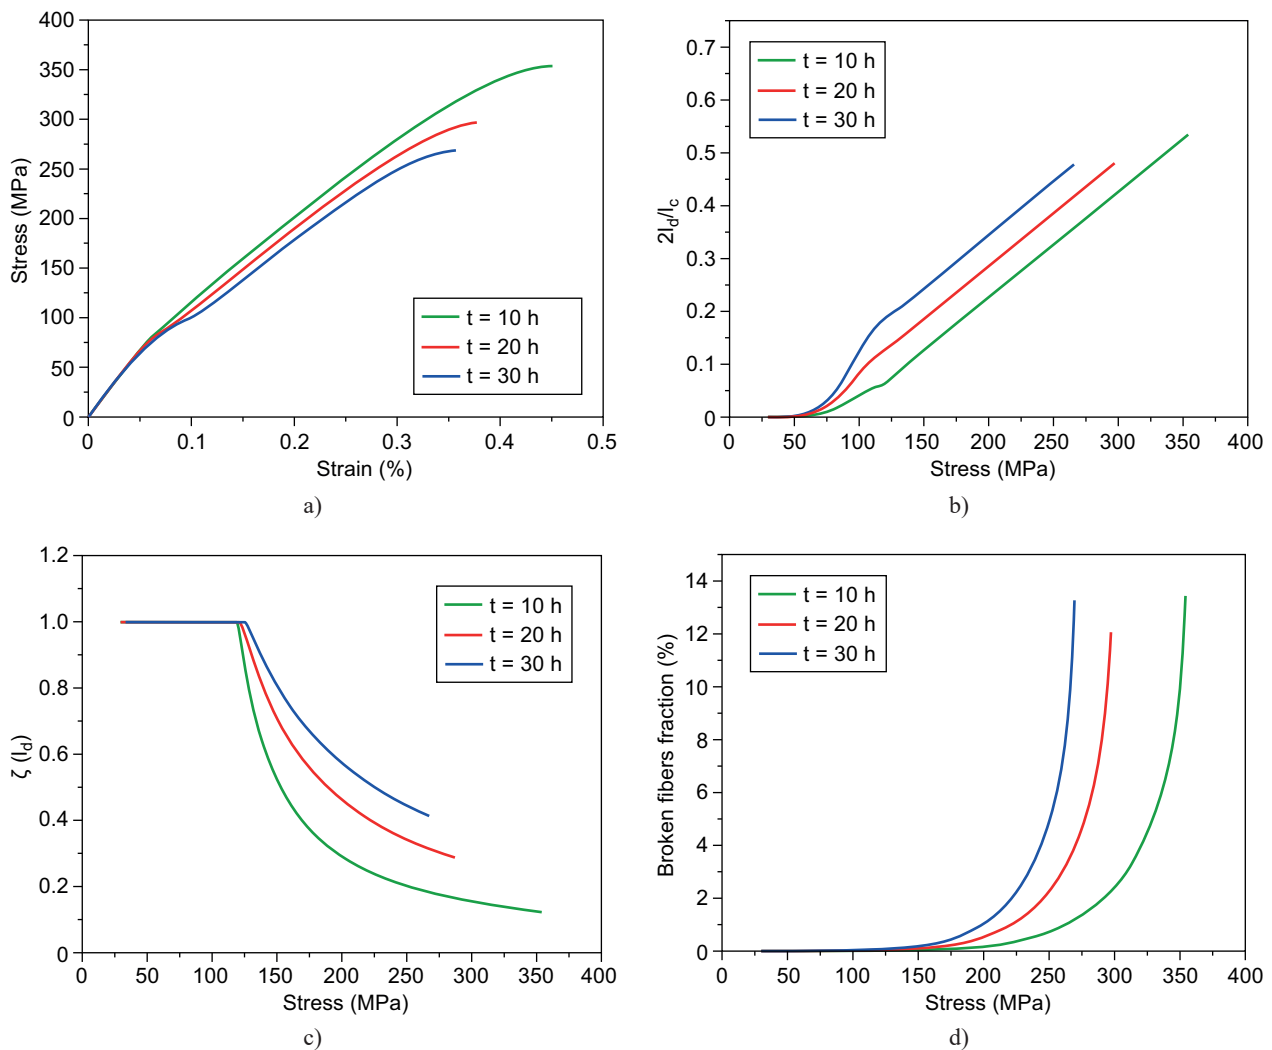 400
350
300
250
200
150
100
50
0
Stress (MPa)
t = 10 h
t = 20 h
t = 30 h
0 0.1 0.2 0.3 0.4 0.5
Strain (%)
a)
0.7
0.6
0.5
0.4
0.3
0.2
0.1
0
2l_d/l_c
t = 10 h
t = 20 h
t = 30 h
0 50 100 150 200 250 300 350 400
Stress (MPa)
b)
1.2
1.0
0.8
0.6
0.4
0.2
0
ζ (l_d)
t = 10 h
t = 20 h
t = 30 h
0 50 100 150 200 250 300 350 400
Stress (MPa)
c)
14
12
10
8
6
4
2
0
Broken fibers fraction (%)
t = 10 h
t = 20 h
t = 30 h
0 50 100 150 200 250 300 350 400
Stress (MPa)
d)